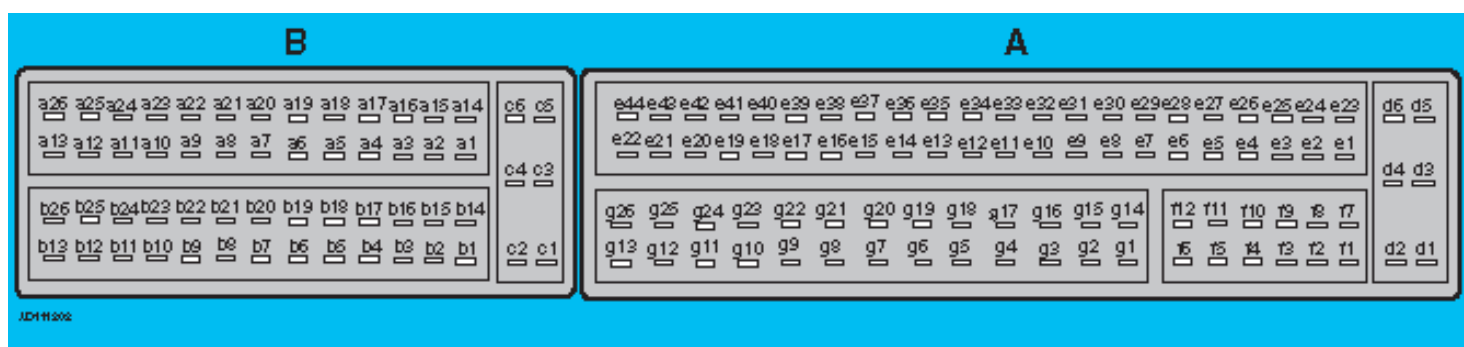 B A
a26 a25 a24 a23 a22 a21 a20 a19 a18 a17 a16 a15 a14 c6 c5 e44 e43 e42 e41 e40 e39 e38 e37 e36 e35 e34 e33 e32 e31 e30 e29 e28 e27 e26 e25 e24 e23 d6 d5
a13 a12 a11 a10 a9 a8 a7 a6 a5 a4 a3 a2 a1 e22 e21 e20 e19 e18 e17 e16 e15 e14 e13 e12 e11 e10 e9 e8 e7 e6 e5 e4 e3 e2 e1
c4 c3 d4 d3
b26 b25 b24 b23 b22 b21 b20 b19 b18 b17 b16 b15 b14 g26 g25 g24 g23 g22 g21 g20 g19 g18 g17 g16 g15 g14 f12 f11 f10 f9 f8 f7
b13 b12 b11 b10 b9 b8 b7 b6 b5 b4 b3 b2 b1 c2 c1 g13 g12 g11 g10 g9 g8 g7 g6 g5 g4 g3 g2 g1 f6 f5 f4 f3 f2 f1 d2 d1